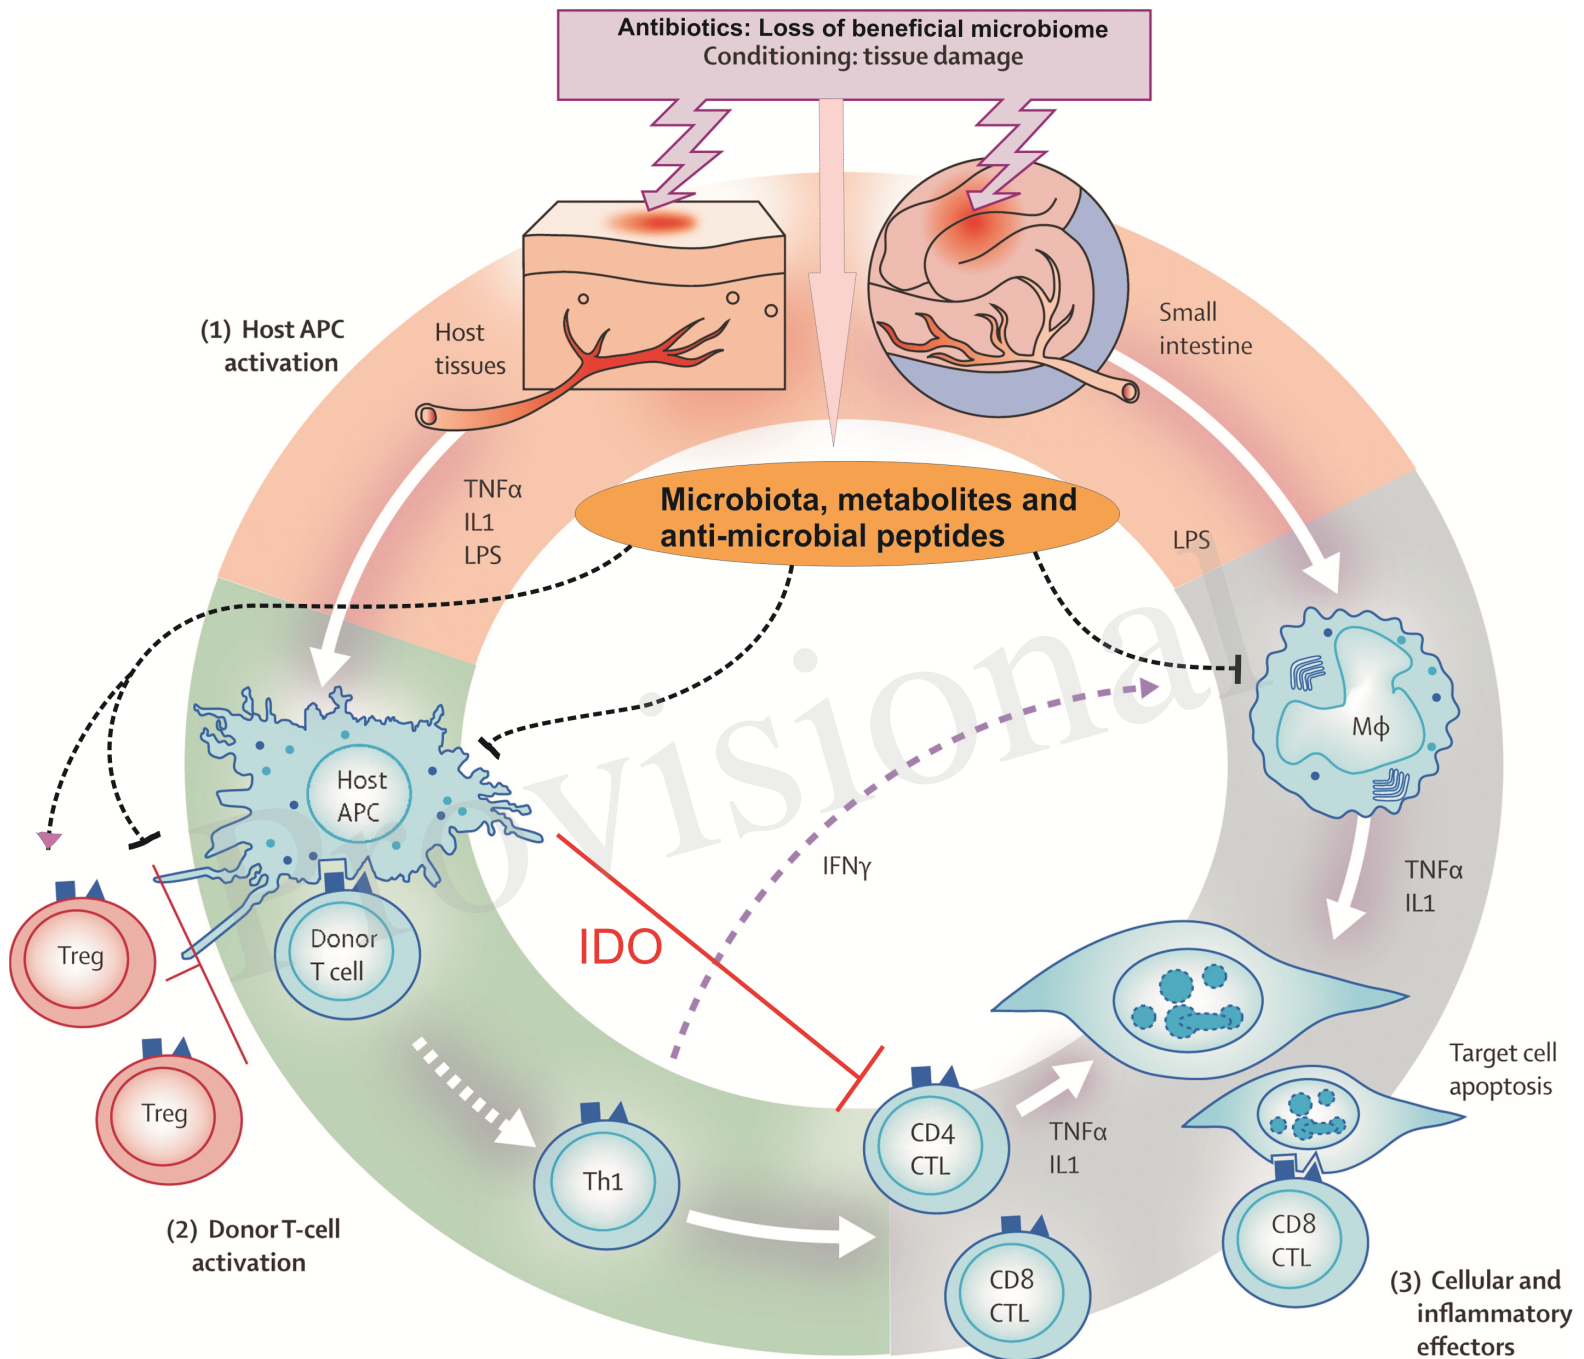 Antibiotics: Loss of beneficial microbiome
Conditioning: tissue damage
(1) Host APC
activation
Host
tissues
Small
intestine
TNFα
IL1
LPS
Microbiota, metabolites and
anti-microbial peptides
LPS
Provisional
Host
APC
Mϕ
IFNγ
TNFα
IL1
Treg
Donor
T cell
IDO
Treg
Th1
CD4
CTL
TNFα
IL1
Target cell
apoptosis
(2) Donor T-cell
activation
CD8
CTL
CD8
CTL
(3) Cellular and
inflammatory
effectors